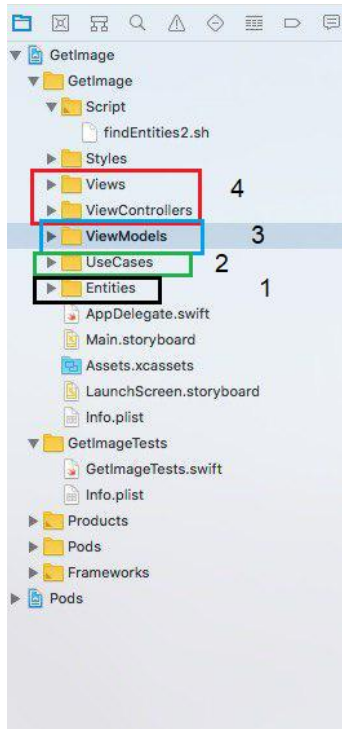 GetImage
GetImage
Script
findEntities2.sh
Styles
Views 4
ViewControllers
ViewModels 3
UseCases 2
Entities 1
AppDelegate.swift
Main.storyboard
Assets.xcassets
LaunchScreen.storyboard
Info.plist
GetImageTests
GetImageTests.swift
Info.plist
Products
Pods
Frameworks
Pods